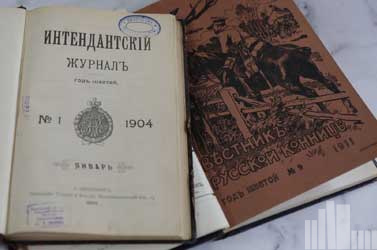 ИНТЕНДАНТСКІЙ
ЖУРНАЛЪ
ГОДЪ ШЕСТОЙ.
№ 1
1904
ЯНВАРЬ
ВѢСТНИКЪ
РУССКОЙ КОННИЦЫ
1911
ГОДЪ ШЕСТОЙ № 9